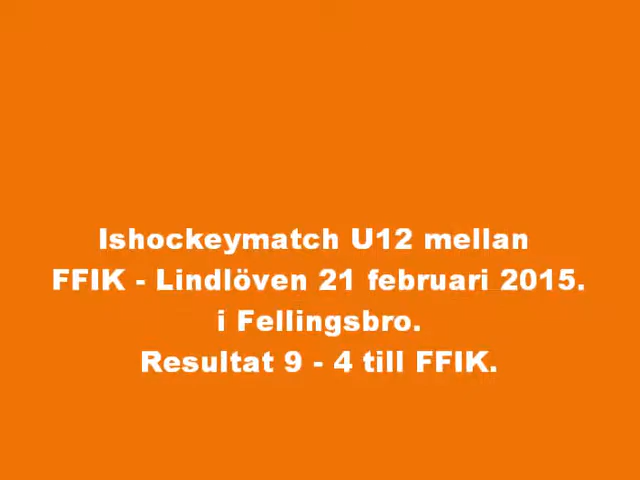 Ishockeymatch U12 mellan
FFIK - Lindlöven 21 februari 2015.
i Fellingsbro.
Resultat 9 - 4 till FFIK.